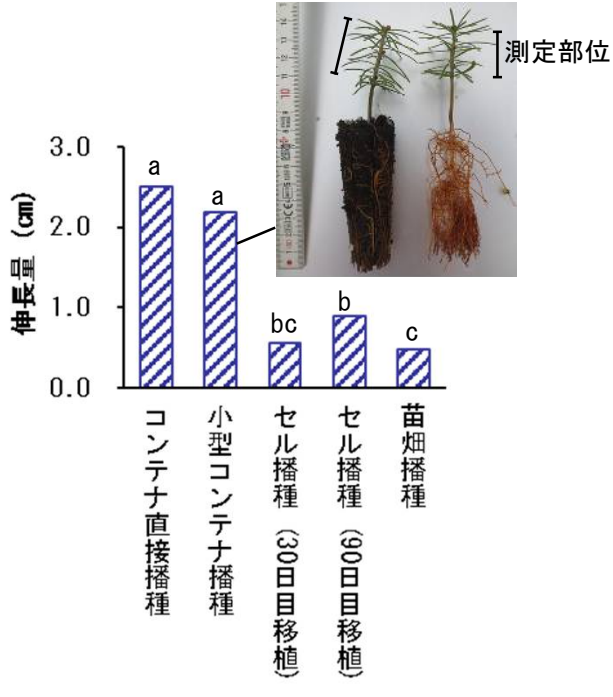 測定部位
伸長量（㎝）
3.0
2.0
1.0
0.0
a
a
bc
b
c
コンテナ直接播種
小型コンテナ播種
セル播種（30日目移植）
セル播種（90日目移植）
苗畑播種